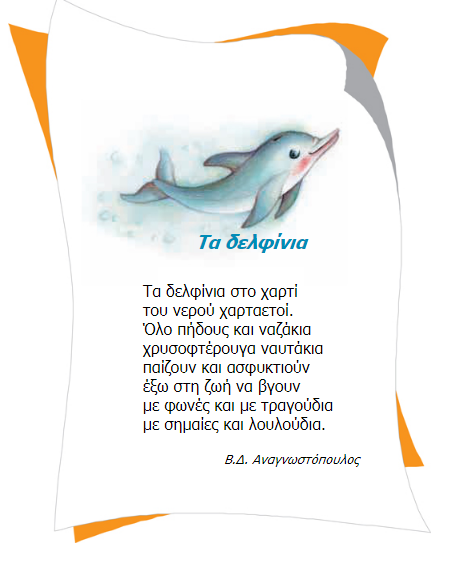 Τα δελφίνια
Τα δελφίνια στο χαρτί
του νερού χαρταετοί.
Όλο πήδους και ναζάκια
χρυσοφτέρουγα ναυτάκια
παίζουν και ασφυκτιούν
έξω στη ζωή να βγουν
με φωνές και με τραγούδια
με σημαίες και λουλούδια.
Β.Δ. Αναγνωστόπουλος